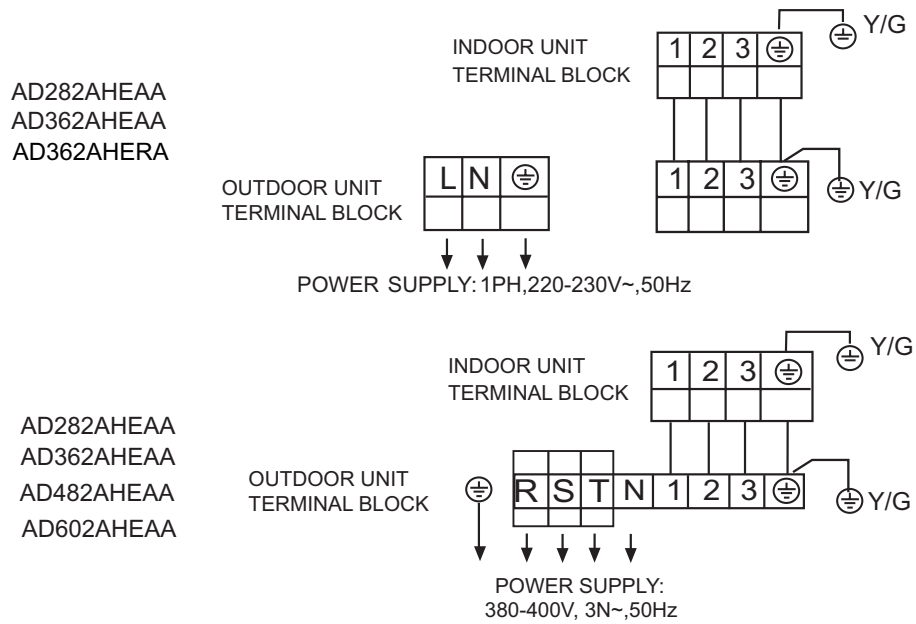 AD282AHEAA
AD362AHEAA
AD362AHERA
INDOOR UNIT
TERMINAL BLOCK
1 2 3
Y/G
OUTDOOR UNIT
TERMINAL BLOCK
L N
1 2 3
Y/G
POWER SUPPLY: 1PH,220-230V~,50Hz
AD282AHEAA
AD362AHEAA
AD482AHEAA
AD602AHEAA
INDOOR UNIT
TERMINAL BLOCK
1 2 3
Y/G
OUTDOOR UNIT
TERMINAL BLOCK
R S T N 1 2 3
Y/G
POWER SUPPLY:
380-400V, 3N~,50Hz